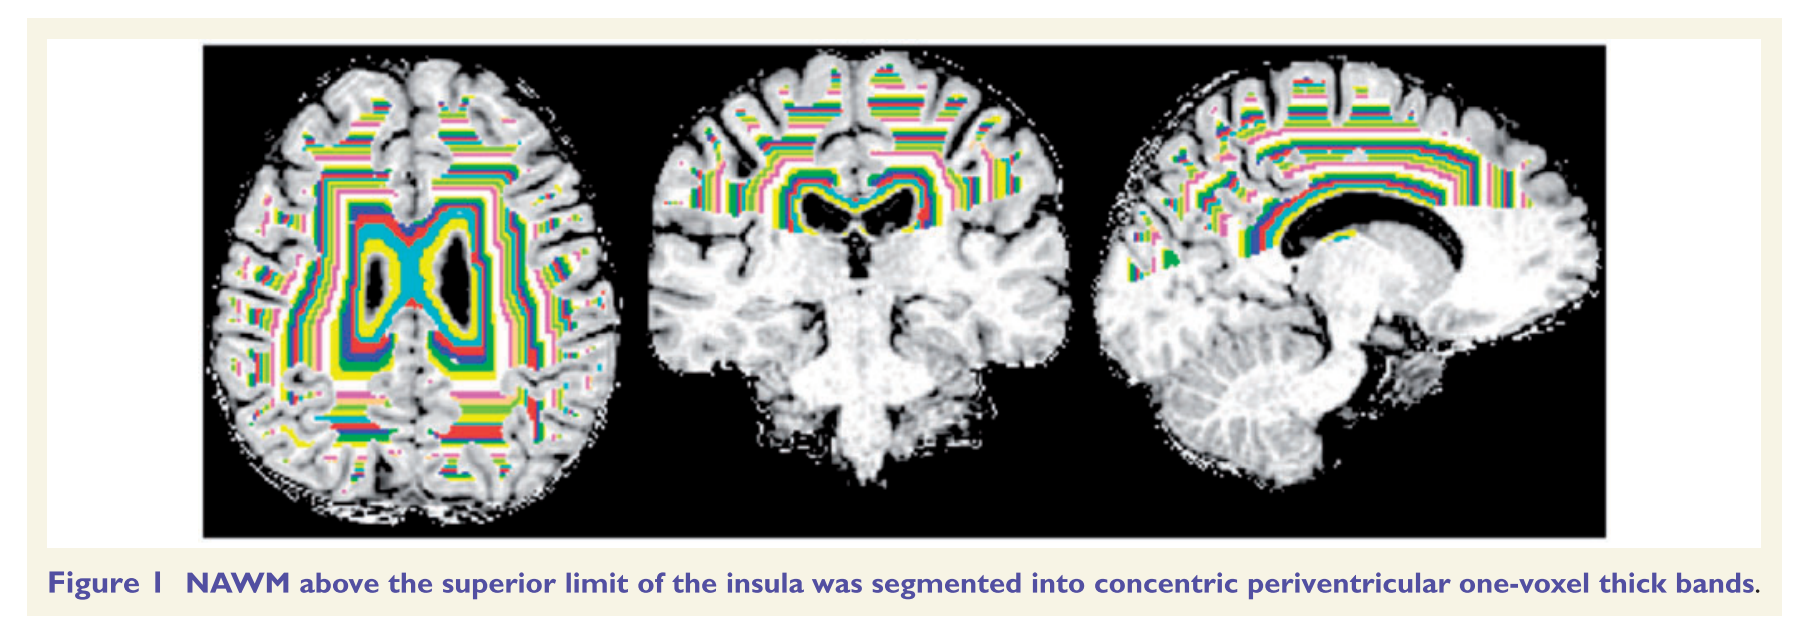 Figure 1 NAWM above the superior limit of the insula was segmented into concentric periventricular one-voxel thick bands.